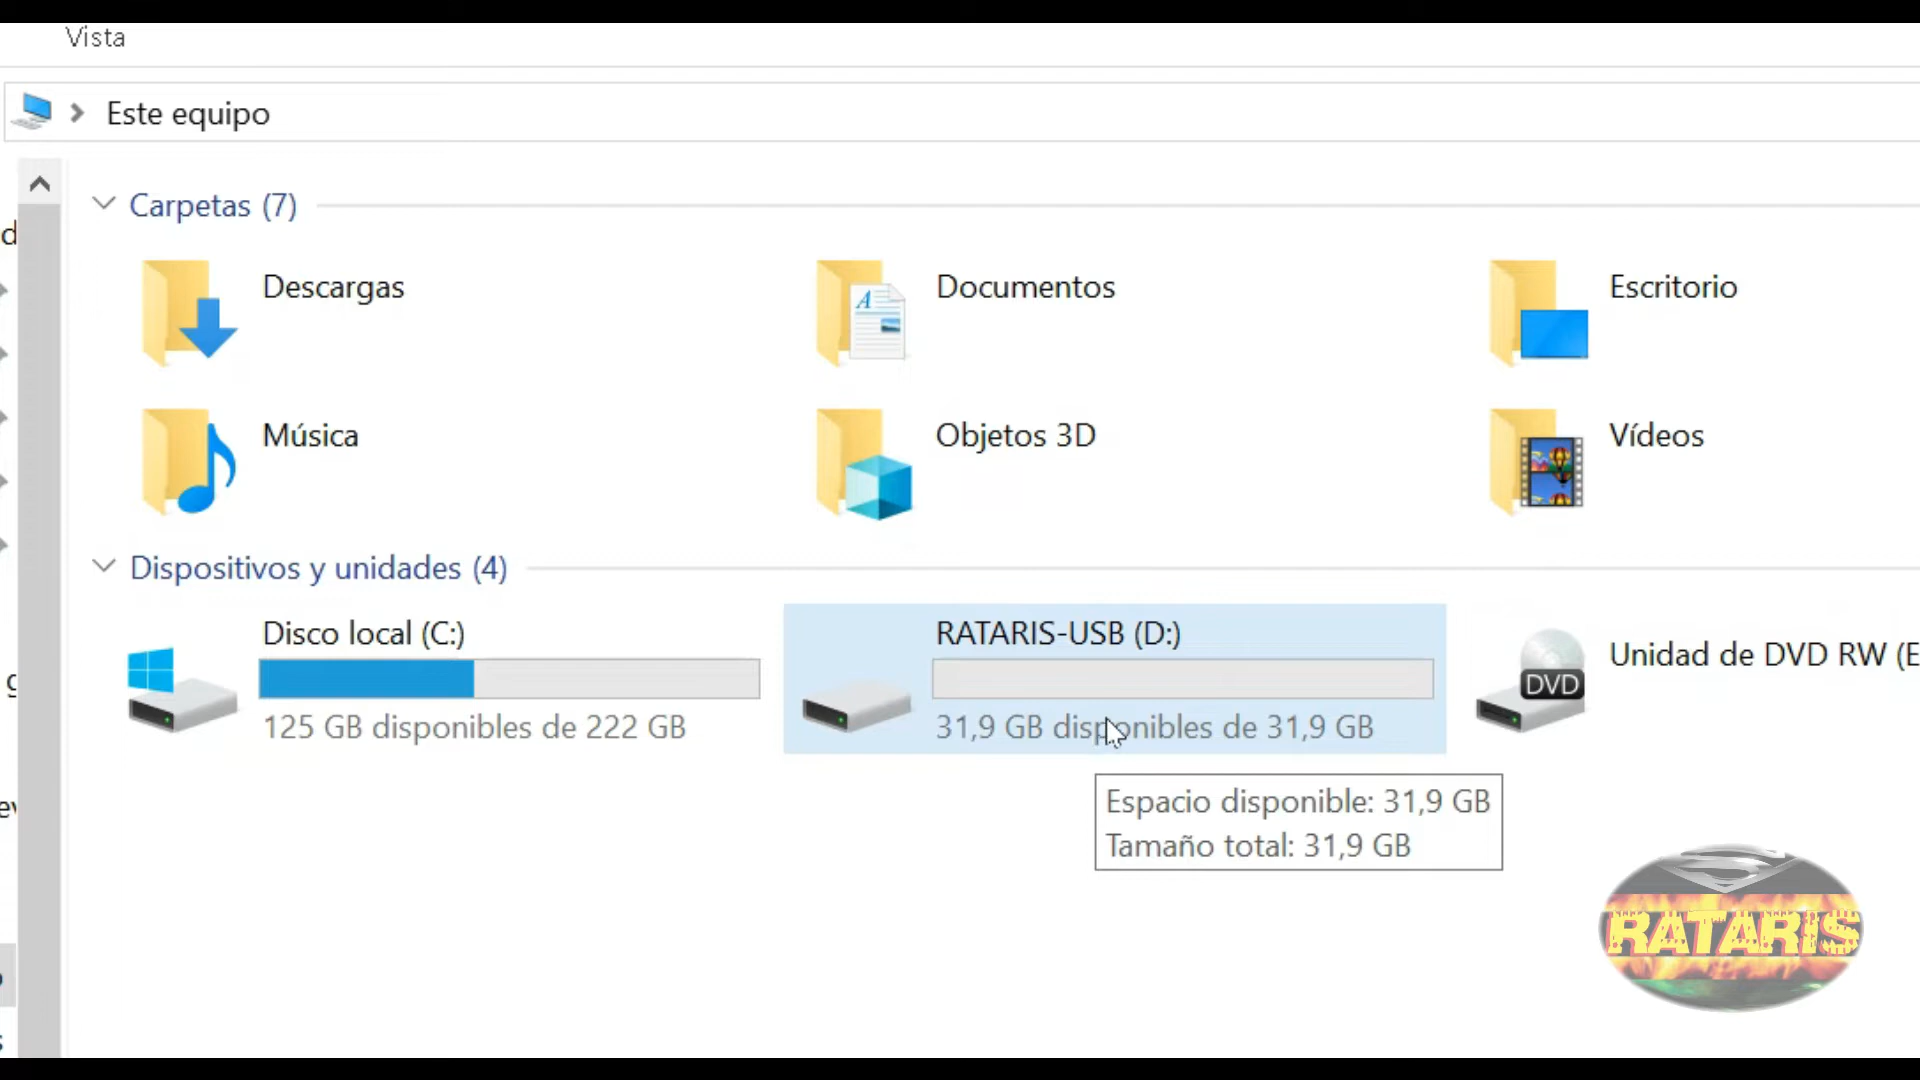 Vista
Este equipo
Carpetas (7)
Descargas
Documentos
Escritorio
Música
Objetos 3D
Vídeos
Dispositivos y unidades (4)
Disco local (C:)
125 GB disponibles de 222 GB
RATARIS-USB (D:)
31,9 GB disponibles de 31,9 GB
DVD
Unidad de DVD RW (E
Espacio disponible: 31,9 GB
Tamaño total: 31,9 GB
RATARIS